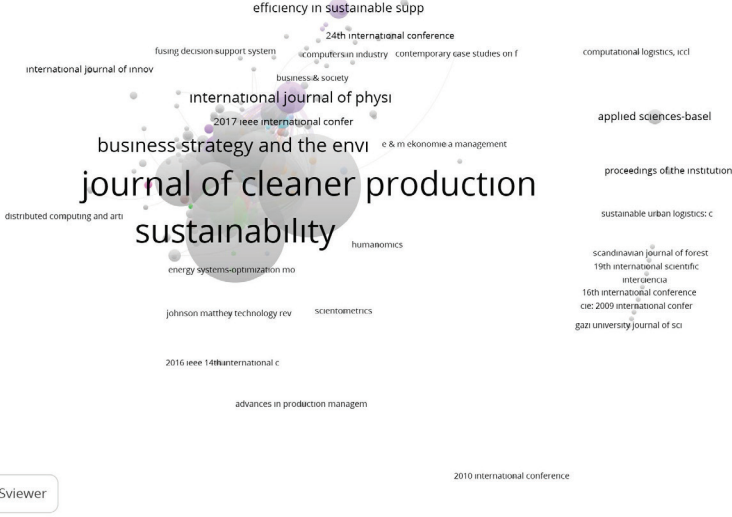 efficiency in sustainable supp
24th international conference
fusing decision support system
computers in industry
contemporary case studies on f
computational logistics, iccl
international journal of innov
business & society
international journal of physi
2017 ieee international confer
applied sciences-basel
business strategy and the envi
e & m ekonomie a management
proceedings of the institution
journal of cleaner production
distributed computing and arti
sustainable urban logistics: c
sustainability
humanomics
scandinavian journal of forest
energy systems-optimization mo
19th international scientific
interciencia
16th international conference
cie: 2009 international confer
johnson matthey technology rev
scientometrics
gazi university journal of sci
2016 ieee 14th international c
advances in production managem
2010 international conference
Sviewer